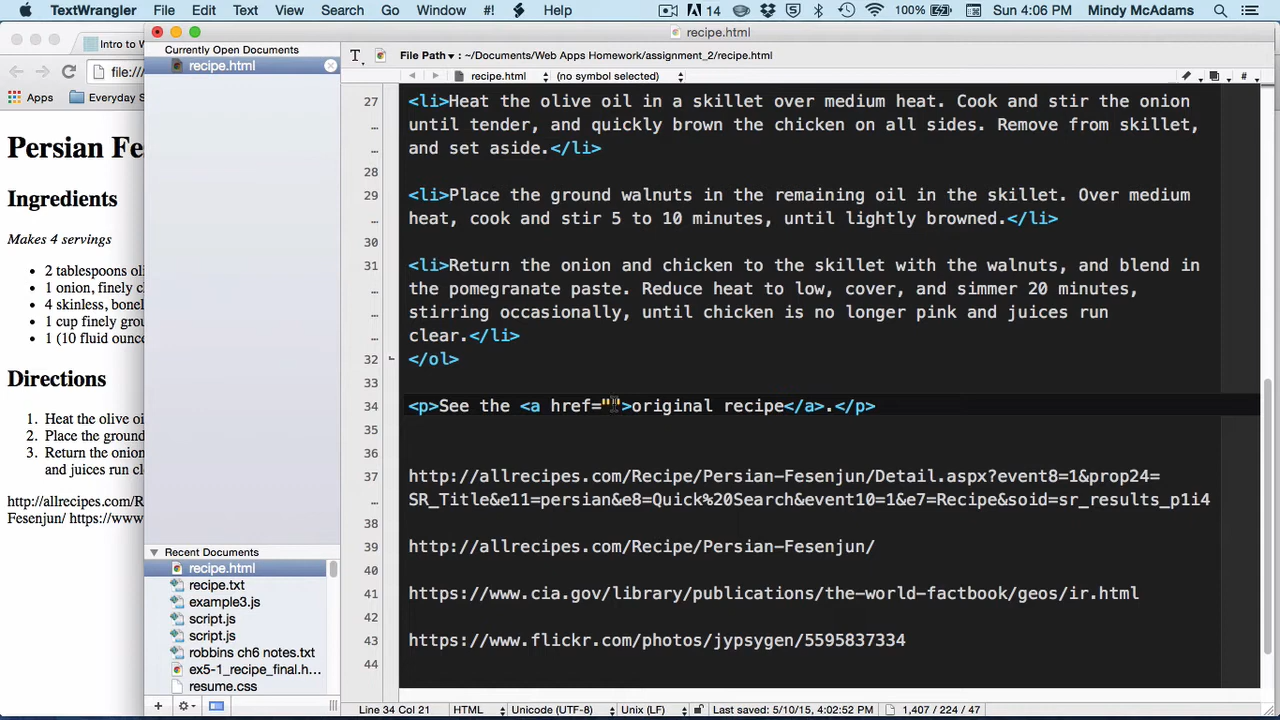 TextWrangler File Edit Text View Search Go Window #! Help 14 100% Sun 4:06 PM Mindy McAdams
Intro to W
file:///
Apps Everyday S
Persian Fes
Ingredients
Makes 4 servings
2 tablespoons oli
1 onion, finely c
4 skinless, bonel
1 cup finely grou
1 (10 fluid ounce
Directions
1. Heat the olive oi
2. Place the ground
3. Return the onion
and juices run cle
http://allrecipes.com/R
Fesenjun/ https://www
recipe.html
Currently Open Documents
recipe.html
Recent Documents
recipe.html
recipe.txt
example3.js
script.js
script.js
robbins ch6 notes.txt
ex5-1_recipe_final.h...
resume.css
File Path : ~/Documents/Web Apps Homework/assignment_2/recipe.html
recipe.html (no symbol selected) #
27 <li>Heat the olive oil in a skillet over medium heat. Cook and stir the onion
until tender, and quickly brown the chicken on all sides. Remove from skillet,
and set aside.</li>
28
29 <li>Place the ground walnuts in the remaining oil in the skillet. Over medium
heat, cook and stir 5 to 10 minutes, until lightly browned.</li>
30
31 <li>Return the onion and chicken to the skillet with the walnuts, and blend in
the pomegranate paste. Reduce heat to low, cover, and simmer 20 minutes,
stirring occasionally, until chicken is no longer pink and juices run
clear.</li>
32 </ol>
33
34 <p>See the <a href="">original recipe</a>.</p>
35
36
37 http://allrecipes.com/Recipe/Persian-Fesenjun/Detail.aspx?event8=1&prop24=
SR_Title&e11=persian&e8=Quick%20Search&event10=1&e7=Recipe&soid=sr_results_p1i4
38
39 http://allrecipes.com/Recipe/Persian-Fesenjun/
40
41 https://www.cia.gov/library/publications/the-world-factbook/geos/ir.html
42
43 https://www.flickr.com/photos/jypsygen/5595837334
44
Line 34 Col 21 HTML Unicode (UTF-8) Unix (LF) Last saved: 5/10/15 4:02:52 PM 1,407 / 224 / 47